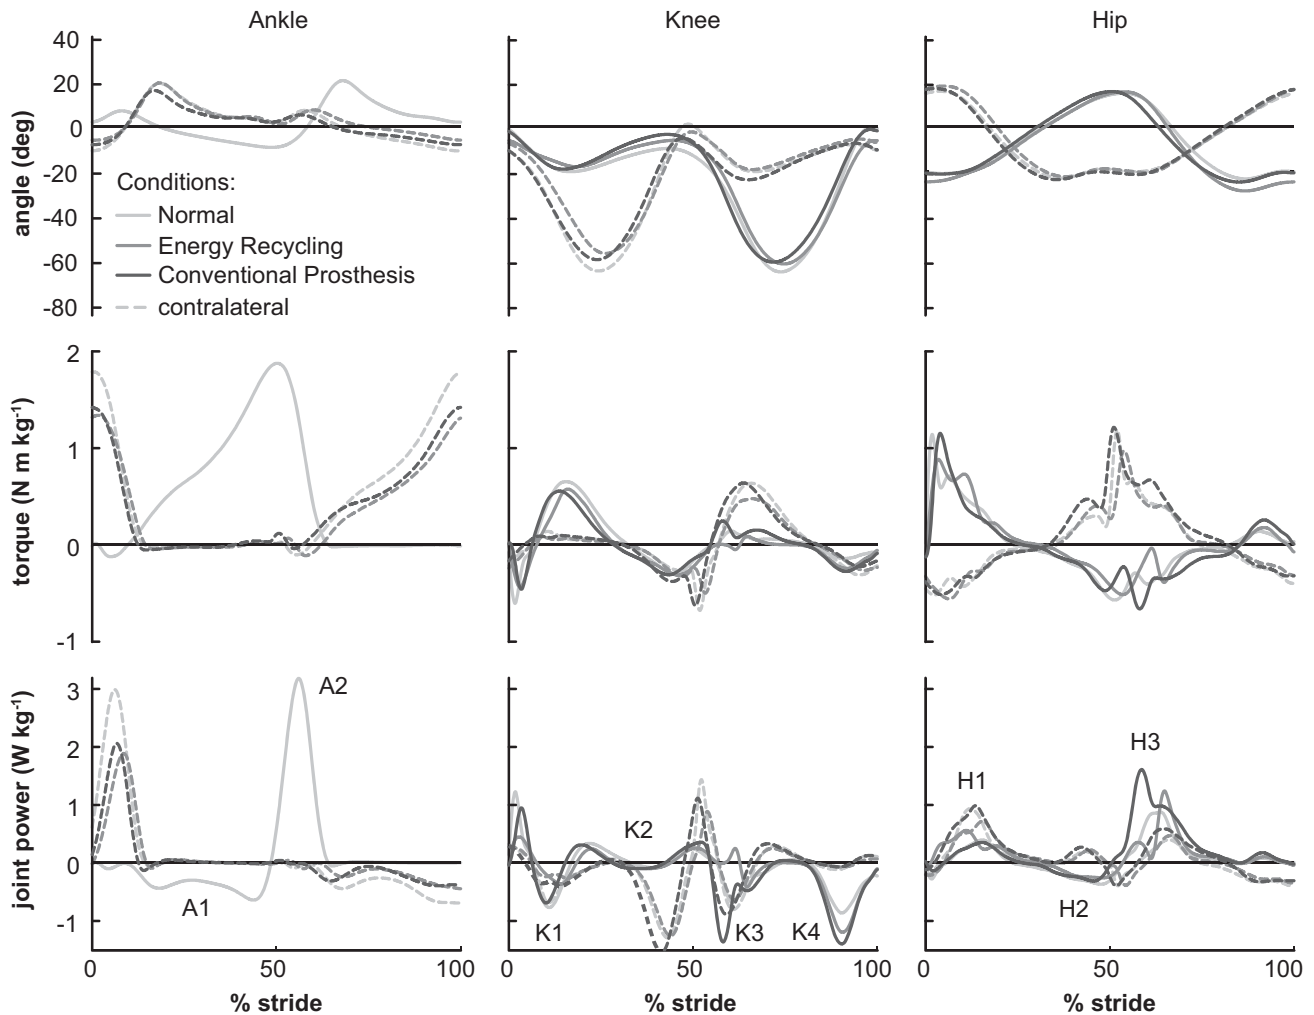 Ankle Knee Hip
angle (deg)
40
20
0
-20
-40
-60
-80
Conditions:
Normal
Energy Recycling
Conventional Prosthesis
contralateral
torque (N m kg⁻¹)
2
1
0
-1
joint power (W kg⁻¹)
3
2
1
0
-1
A1
A2
K1
K2
K3
K4
H1
H2
H3
0 50 100 0 50 100 0 50 100
% stride % stride % stride